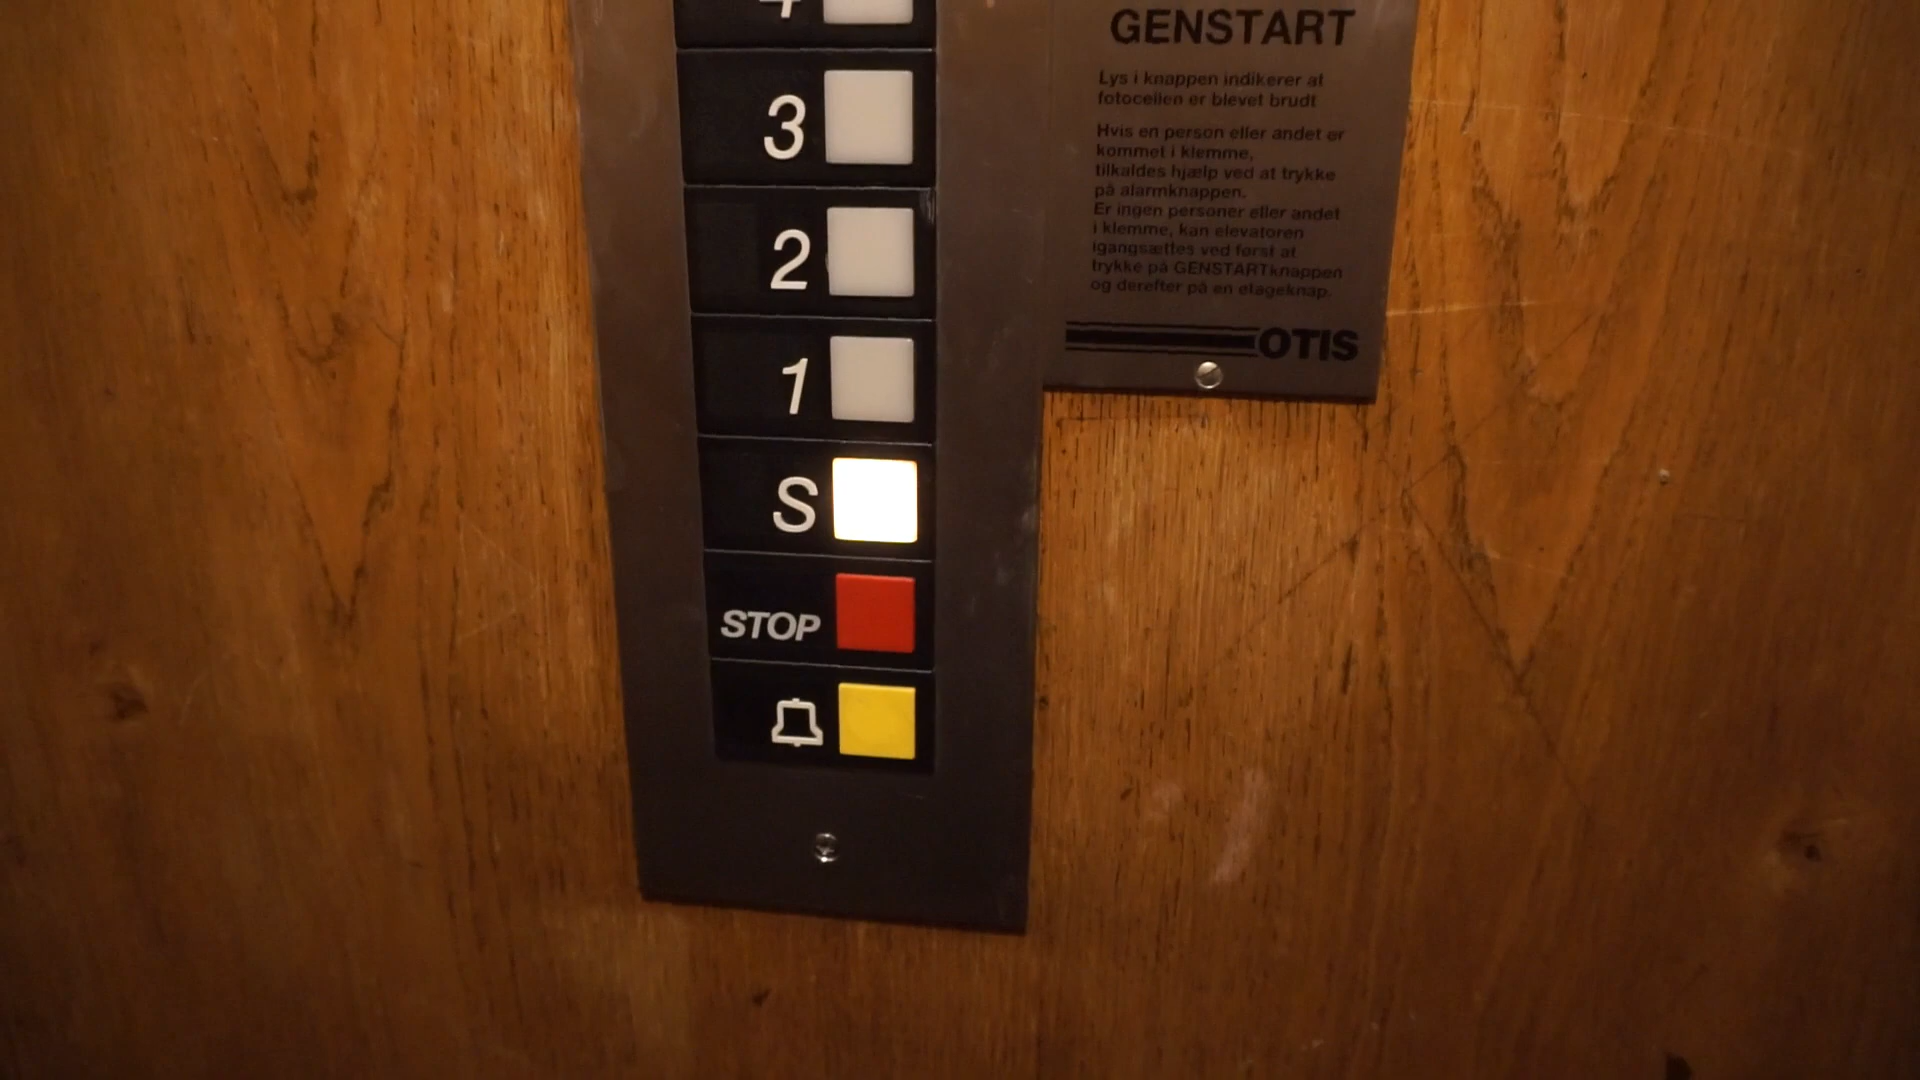 4
3
2
1
S
STOP
GENSTART
Lys i knappen indikerer at
fotocellen er blevet brudt
Hvis en person eller andet er
kommet i klemme,
tilkaldes hjælp ved at trykke
på alarmknappen.
Er ingen personer eller andet
i klemme, kan elevatoren
igangsættes ved først at
trykke på GENSTARTknappen
og derefter på en etageknap.
OTIS